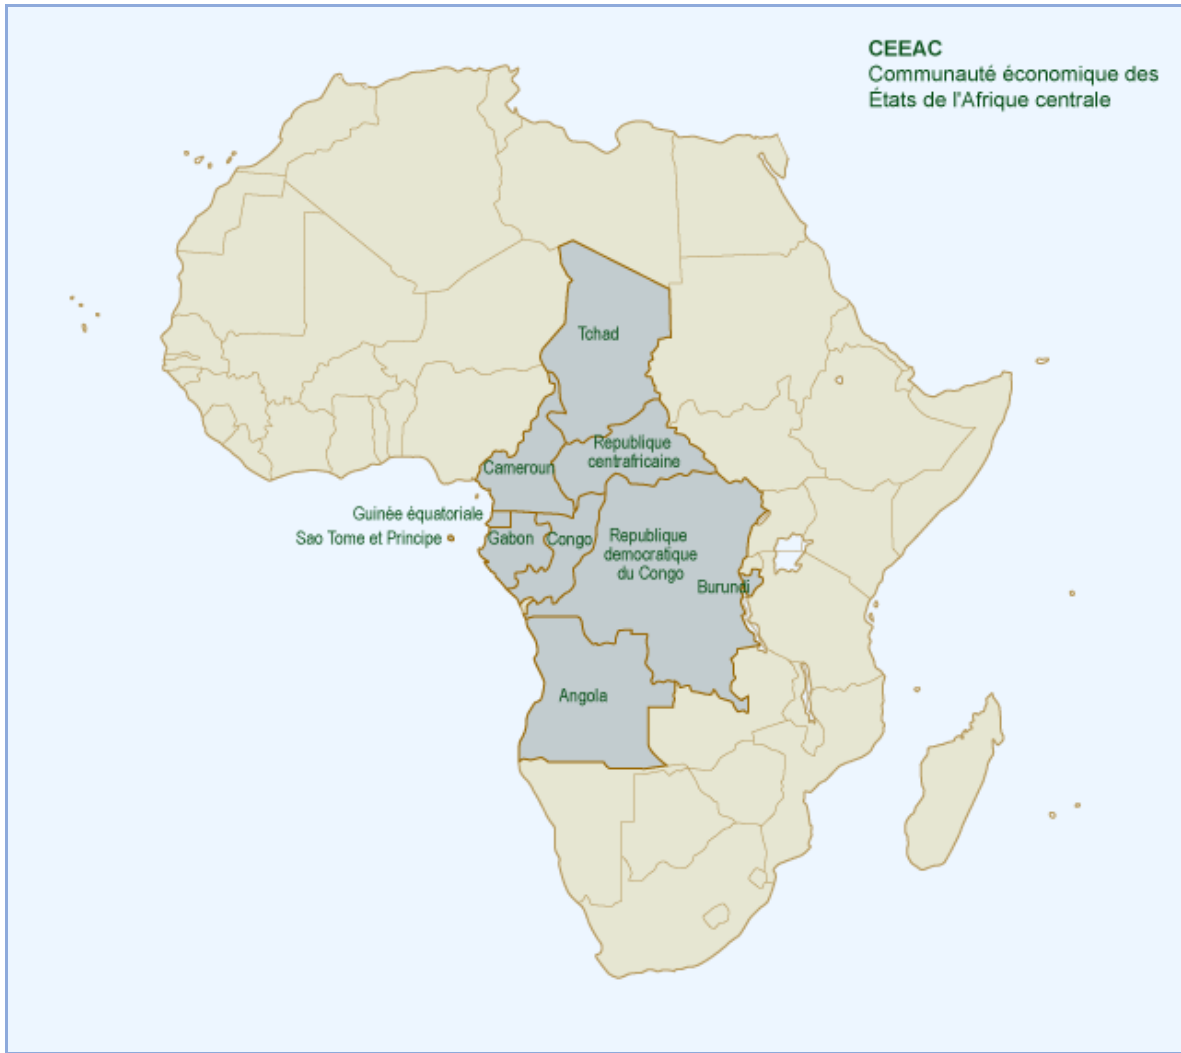 CEEAC
Communauté économique des
États de l'Afrique centrale
Tchad
Republique
centrafricaine
Cameroun
Guinée équatoriale
Sao Tome et Principe
Gabon
Congo
Republique
democratique
du Congo
Burundi
Angola